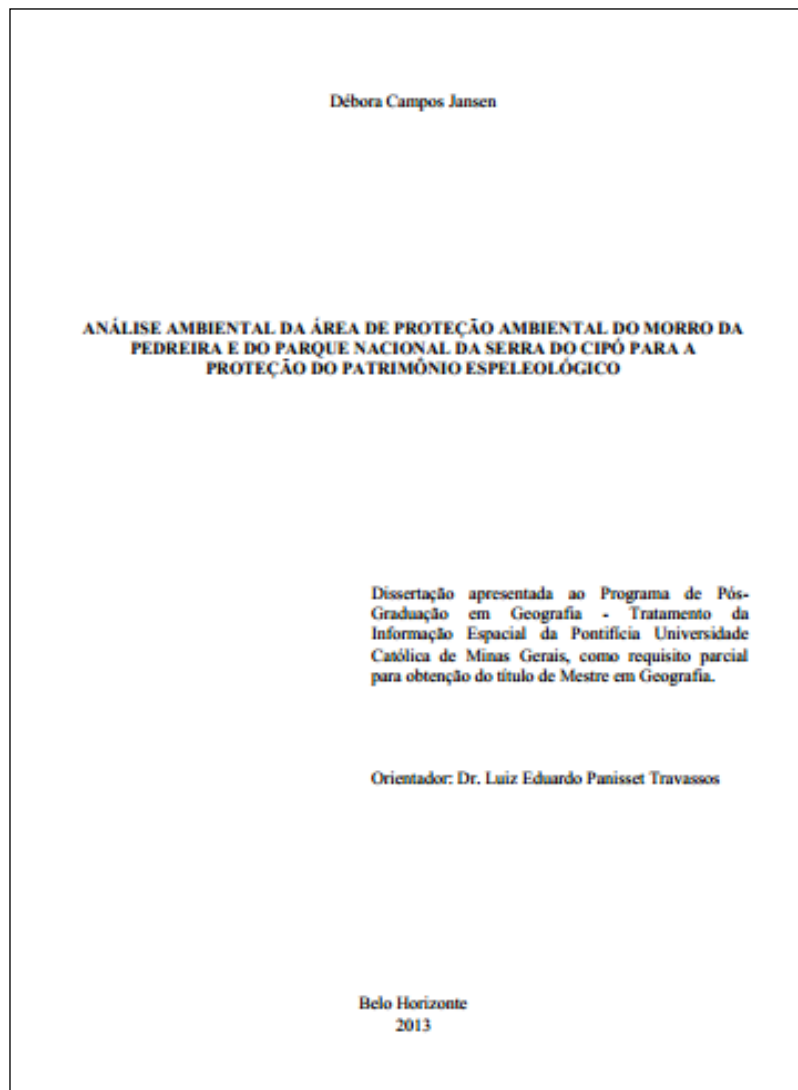 Débora Campos Jansen
ANÁLISE AMBIENTAL DA ÁREA DE PROTEÇÃO AMBIENTAL DO MORRO DA
PEDREIRA E DO PARQUE NACIONAL DA SERRA DO CIPÓ PARA A
PROTEÇÃO DO PATRIMÔNIO ESPELEOLÓGICO
Dissertação apresentada ao Programa de Pós-
Graduação em Geografia - Tratamento da
Informação Espacial da Pontifícia Universidade
Católica de Minas Gerais, como requisito parcial
para obtenção do título de Mestre em Geografia.
Orientador: Dr. Luiz Eduardo Panisset Travassos
Belo Horizonte
2013